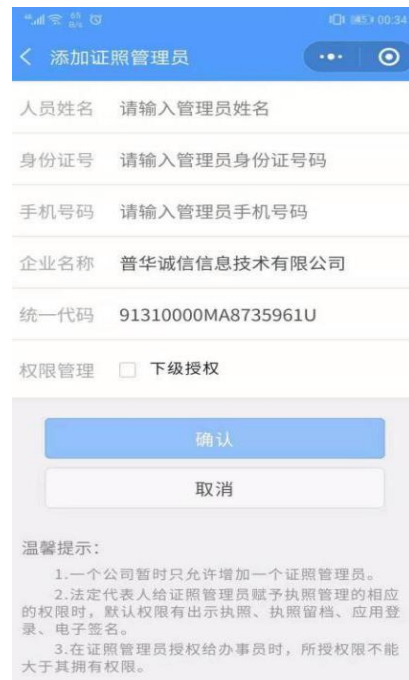 00:34
添加证照管理员
人员姓名 请输入管理员姓名
身份证号 请输入管理员身份证号码
手机号码 请输入管理员手机号码
企业名称 普华诚信信息技术有限公司
统一代码 91310000MA8735961U
权限管理 下级授权
确认
取消
温馨提示：
1.一个公司暂时只允许增加一个证照管理员。
2.法定代表人给证照管理员赋予执照管理的相应
的权限时，默认权限有出示执照、执照留档、应用登
录、电子签名。
3.在证照管理员授权给办事员时，所授权限不能
大于其拥有权限。